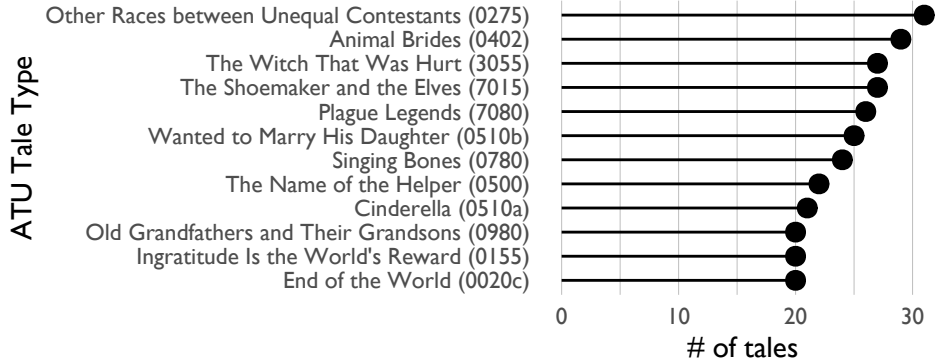 Other Races between Unequal Contestants (0275)
Animal Brides (0402)
The Witch That Was Hurt (3055)
The Shoemaker and the Elves (7015)
Plague Legends (7080)
Wanted to Marry His Daughter (0510b)
Singing Bones (0780)
The Name of the Helper (0500)
Cinderella (0510a)
Old Grandfathers and Their Grandsons (0980)
Ingratitude Is the World's Reward (0155)
End of the World (0020c)
ATU Tale Type
0 10 20 30
# of tales